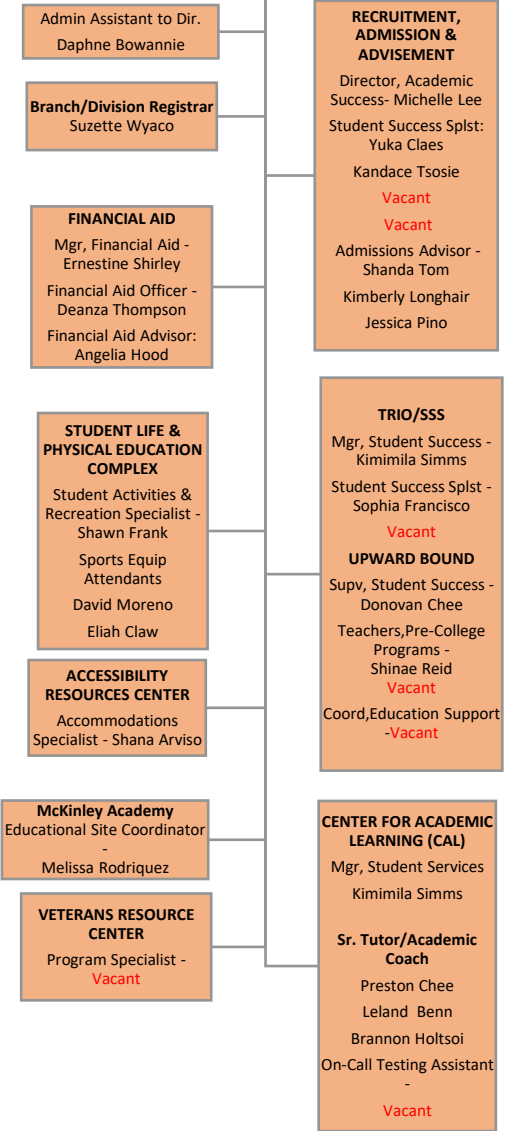 Admin Assistant to Dir.
Daphne Bowannie
Branch/Division Registrar
Suzette Wyaco
FINANCIAL AID
Mgr, Financial Aid -
Ernestine Shirley
Financial Aid Officer -
Deanza Thompson
Financial Aid Advisor:
Angelia Hood
STUDENT LIFE &
PHYSICAL EDUCATION
COMPLEX
Student Activities &
Recreation Specialist -
Shawn Frank
Sports Equip
Attendants
David Moreno
Eliah Claw
ACCESSIBILITY
RESOURCES CENTER
Accommodations
Specialist - Shana Arviso
McKinley Academy
Educational Site Coordinator
-
Melissa Rodriquez
VETERANS RESOURCE
CENTER
Program Specialist -
Vacant
RECRUITMENT,
ADMISSION &
ADVISEMENT
Director, Academic
Success- Michelle Lee
Student Success Splst:
Yuka Claes
Kandace Tsosie
Vacant
Vacant
Admissions Advisor -
Shanda Tom
Kimberly Longhair
Jessica Pino
TRIO/SSS
Mgr, Student Success -
Kimimila Simms
Student Success Splst -
Sophia Francisco
Vacant
UPWARD BOUND
Supv, Student Success -
Donovan Chee
Teachers,Pre-College
Programs -
Shinae Reid
Vacant
Coord,Education Support
-Vacant
CENTER FOR ACADEMIC
LEARNING (CAL)
Mgr, Student Services
Kimimila Simms
Sr. Tutor/Academic
Coach
Preston Chee
Leland Benn
Brannon Holtsoi
On-Call Testing Assistant
-
Vacant